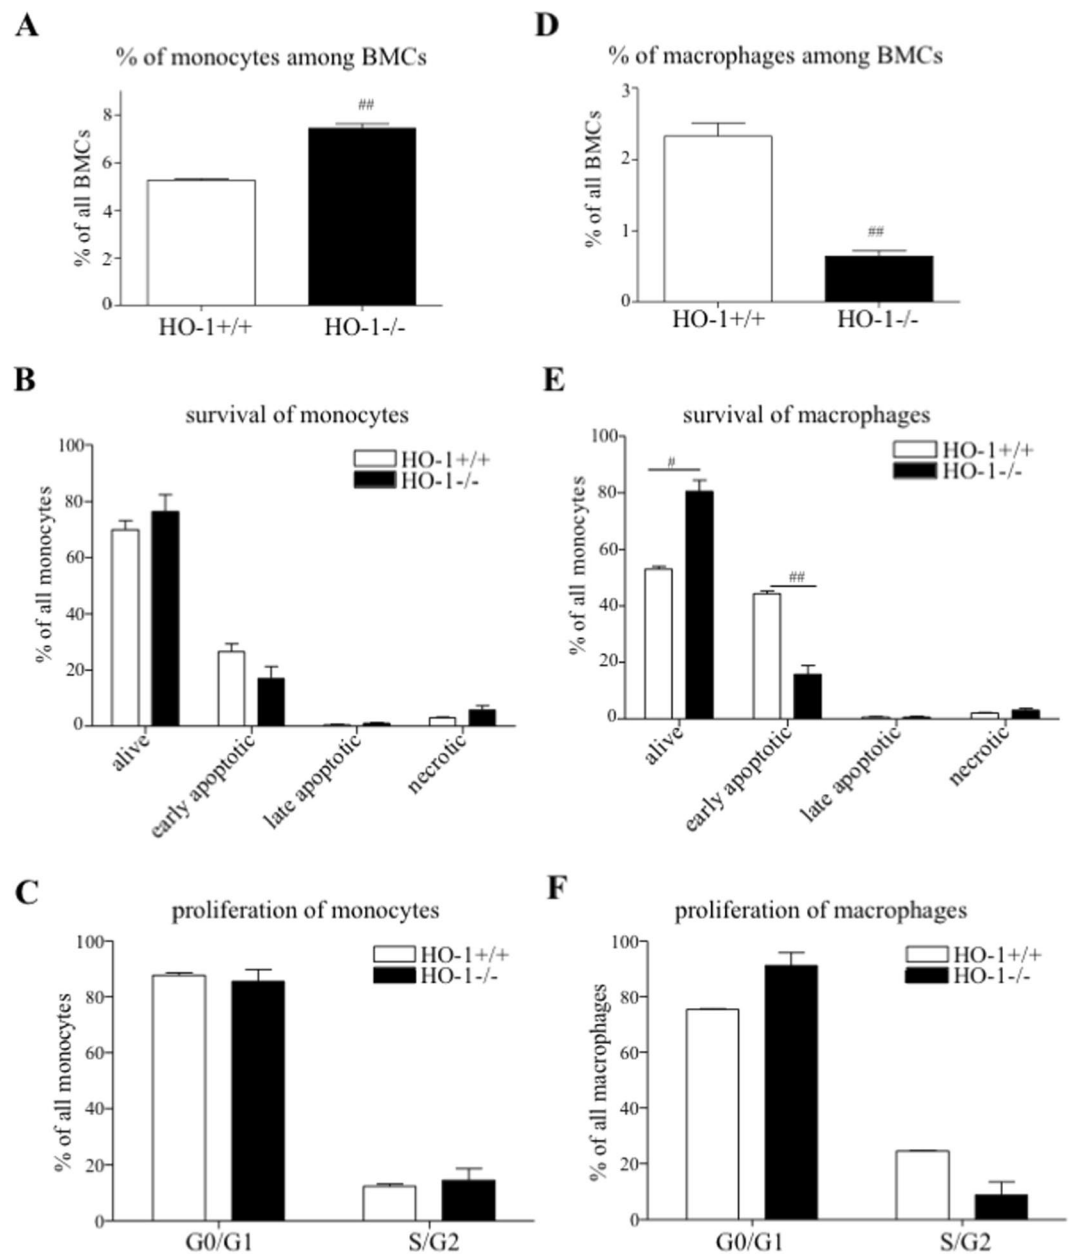 A
% of monocytes among BMCs
% of all BMCs
8
6
4
2
0
##
HO-1+/+
HO-1-/-
D
% of macrophages among BMCs
% of all BMCs
3
2
1
0
##
HO-1+/+
HO-1-/-
B
survival of monocytes
% of all monocytes
100
80
60
40
20
0
HO-1+/+
HO-1-/-
alive
early apoptotic
late apoptotic
necrotic
E
survival of macrophages
% of all monocytes
100
80
60
40
20
0
#
##
HO-1+/+
HO-1-/-
alive
early apoptotic
late apoptotic
necrotic
C
proliferation of monocytes
% of all monocytes
100
80
60
40
20
0
HO-1+/+
HO-1-/-
G0/G1
S/G2
F
proliferation of macrophages
% of all macrophages
100
80
60
40
20
0
HO-1+/+
HO-1-/-
G0/G1
S/G2